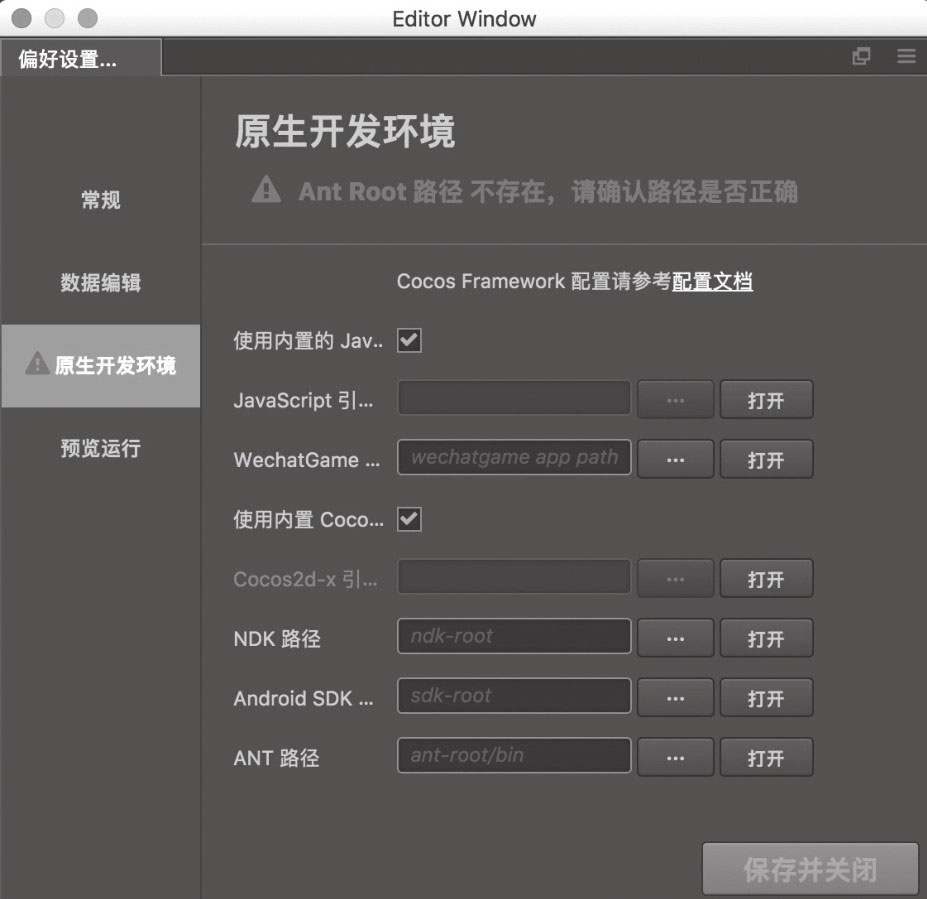 Editor Window
偏好设置...
原生开发环境
Ant Root 路径 不存在，请确认路径是否正确
常规
数据编辑
原生开发环境
预览运行
Cocos Framework 配置请参考配置文档
使用内置的 Jav..
JavaScript 引... ... 打开
WechatGame ... wechatgame app path ... 打开
使用内置 Coco...
Cocos2d-x 引... ... 打开
NDK 路径 ndk-root ... 打开
Android SDK ... sdk-root ... 打开
ANT 路径 ant-root/bin ... 打开
保存并关闭